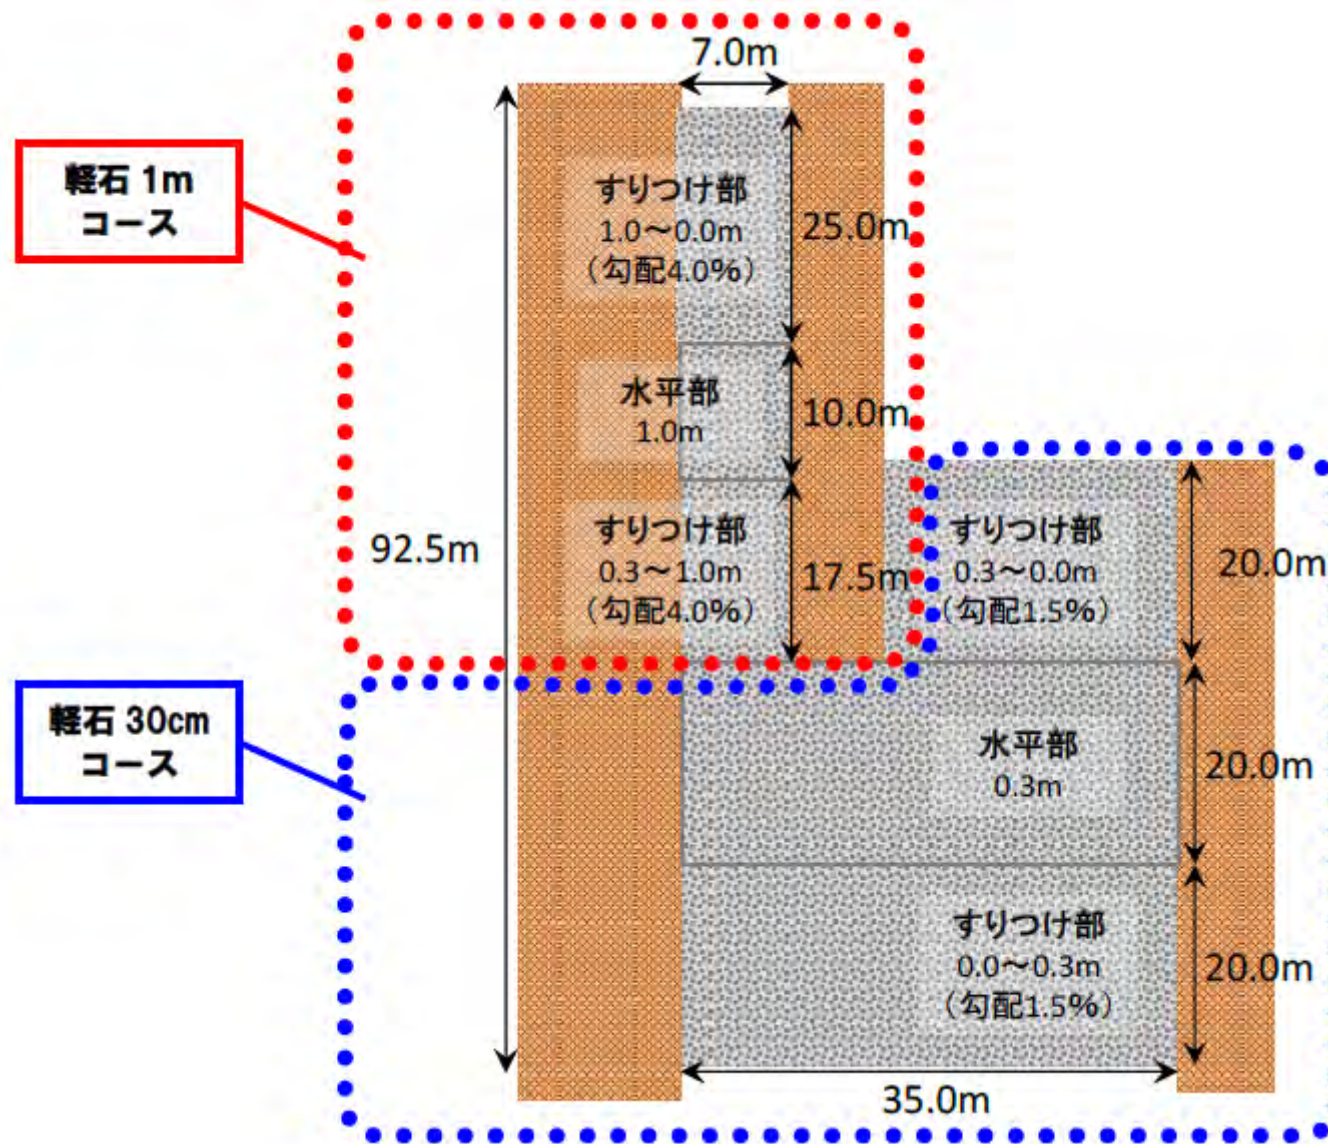 7.0m
軽石 1m
コース
すりつけ部
1.0～0.0m
（勾配4.0%）
25.0m
水平部
1.0m
10.0m
すりつけ部
0.3～1.0m
（勾配4.0%）
17.5m
92.5m
すりつけ部
0.3～0.0m
（勾配1.5%）
20.0m
軽石 30cm
コース
水平部
0.3m
20.0m
すりつけ部
0.0～0.3m
（勾配1.5%）
20.0m
35.0m